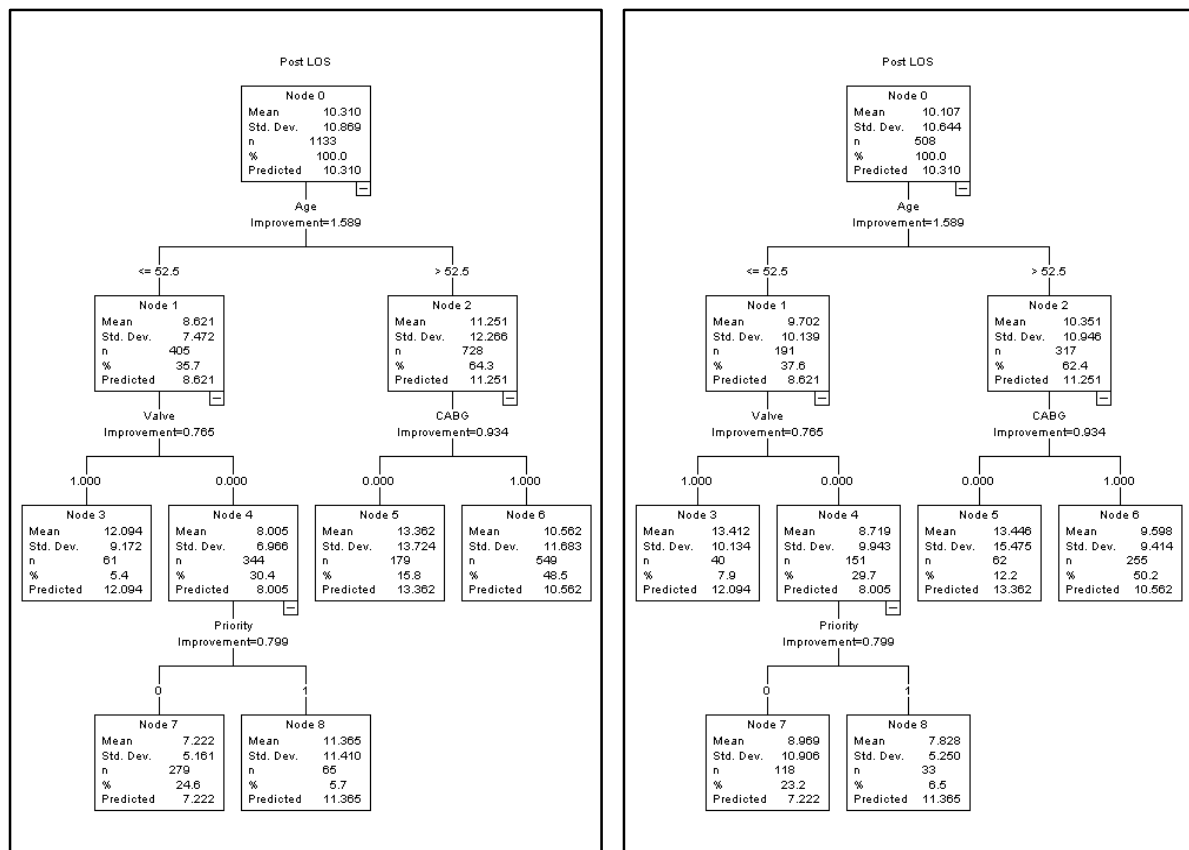 Post LOS
Node 0
Mean 10.310
Std. Dev. 10.869
n 1133
% 100.0
Predicted 10.310
Age
Improvement=1.589
<= 52.5
> 52.5
Node 1
Mean 8.621
Std. Dev. 7.472
n 405
% 35.7
Predicted 8.621
Node 2
Mean 11.251
Std. Dev. 12.266
n 728
% 64.3
Predicted 11.251
Valve
Improvement=0.765
CABG
Improvement=0.934
1.000
0.000
0.000
1.000
Node 3
Mean 12.094
Std. Dev. 9.172
n 61
% 5.4
Predicted 12.094
Node 4
Mean 8.005
Std. Dev. 6.966
n 344
% 30.4
Predicted 8.005
Node 5
Mean 13.362
Std. Dev. 13.724
n 179
% 15.8
Predicted 13.362
Node 6
Mean 10.562
Std. Dev. 11.683
n 549
% 48.5
Predicted 10.562
Priority
Improvement=0.799
0
1
Node 7
Mean 7.222
Std. Dev. 5.161
n 279
% 24.6
Predicted 7.222
Node 8
Mean 11.365
Std. Dev. 11.410
n 65
% 5.7
Predicted 11.365
Post LOS
Node 0
Mean 10.107
Std. Dev. 10.644
n 508
% 100.0
Predicted 10.310
Age
Improvement=1.589
<= 52.5
> 52.5
Node 1
Mean 9.702
Std. Dev. 10.139
n 191
% 37.6
Predicted 8.621
Node 2
Mean 10.351
Std. Dev. 10.946
n 317
% 62.4
Predicted 11.251
Valve
Improvement=0.765
CABG
Improvement=0.934
1.000
0.000
0.000
1.000
Node 3
Mean 13.412
Std. Dev. 10.134
n 40
% 7.9
Predicted 12.094
Node 4
Mean 8.719
Std. Dev. 9.943
n 151
% 29.7
Predicted 8.005
Node 5
Mean 13.446
Std. Dev. 15.475
n 62
% 12.2
Predicted 13.362
Node 6
Mean 9.598
Std. Dev. 9.414
n 255
% 50.2
Predicted 10.562
Priority
Improvement=0.799
0
1
Node 7
Mean 8.969
Std. Dev. 10.906
n 118
% 23.2
Predicted 7.222
Node 8
Mean 7.828
Std. Dev. 5.250
n 33
% 6.5
Predicted 11.365